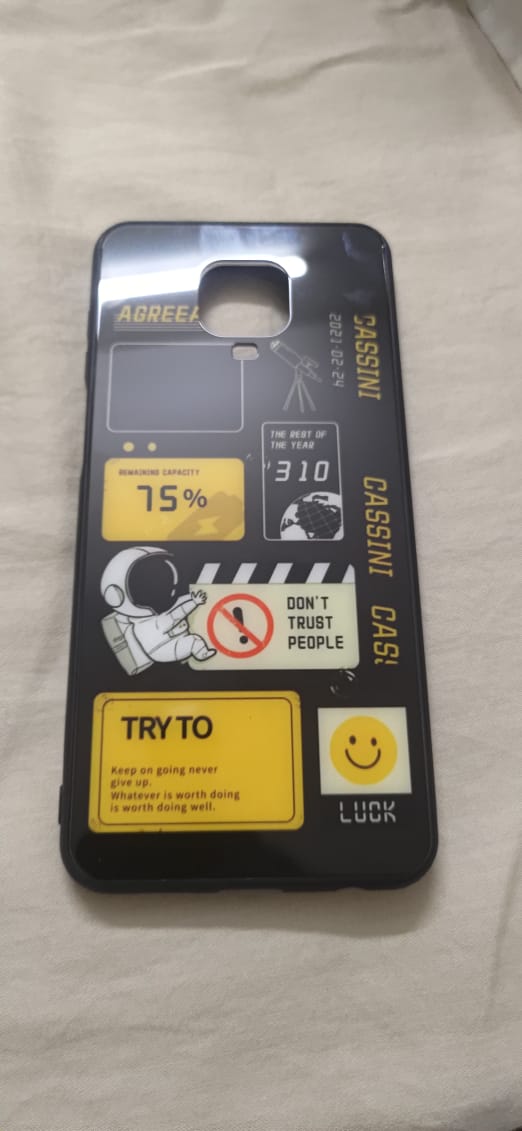 AGREEA
CASSINI
2021-02-24
THE REST OF
THE YEAR
310
REMAINING CAPACITY
75%
CASSINI
DON'T
TRUST
PEOPLE
CAS
TRY TO
Keep on going never
give up.
Whatever is worth doing
is worth doing well.
LUCK